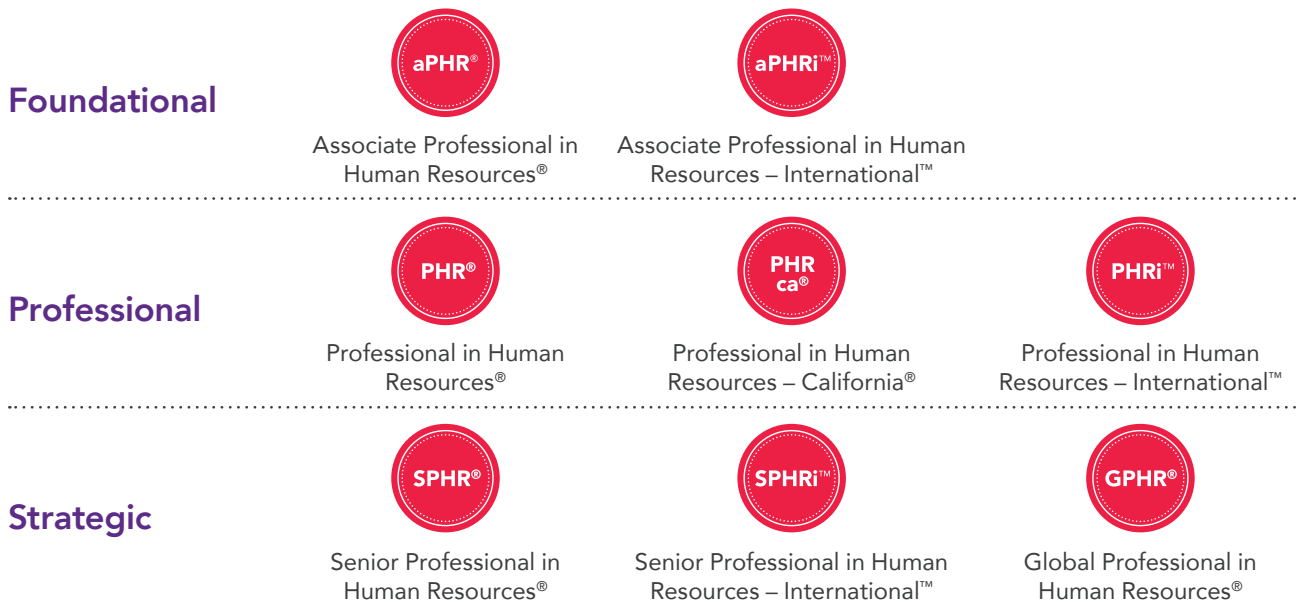 Foundational
aPHR®
aPHRi™
Associate Professional in
Human Resources®
Associate Professional in Human
Resources – International™
Professional
PHR®
PHR
ca®
PHRi™
Professional in Human
Resources®
Professional in Human
Resources – California®
Professional in Human
Resources – International™
Strategic
SPHR®
SPHRi™
GPHR®
Senior Professional in
Human Resources®
Senior Professional in Human
Resources – International™
Global Professional in
Human Resources®